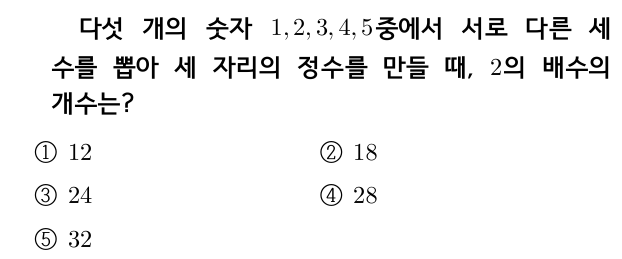 다섯 개의 숫자 1, 2, 3, 4, 5중에서 서로 다른 세
수를 뽑아 세 자리의 정수를 만들 때, 2의 배수의
개수는?
① 12 ② 18
③ 24 ④ 28
⑤ 32